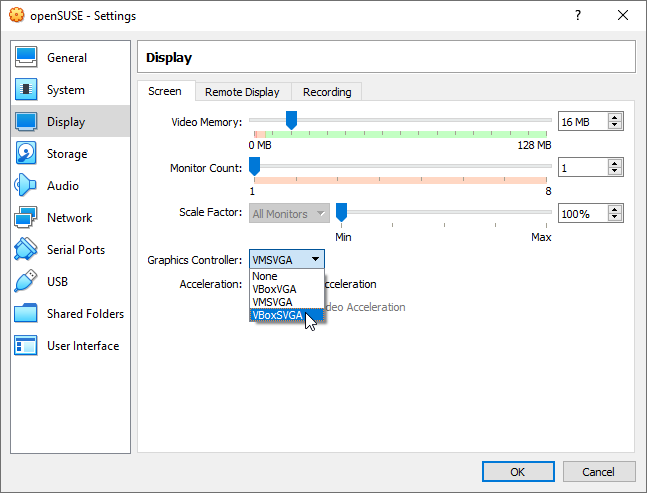 openSUSE - Settings
?
General
System
Display
Storage
Audio
Network
Serial Ports
USB
Shared Folders
User Interface
Display
Screen Remote Display Recording
Video Memory: 16 MB
0 MB 128 MB
Monitor Count: 1
1 8
Scale Factor: All Monitors 100%
Min Max
Graphics Controller: VMSVGA
None
VBoxVGA
VMSVGA
VBoxSVGA
Acceleration: cceleration
deo Acceleration
OK Cancel